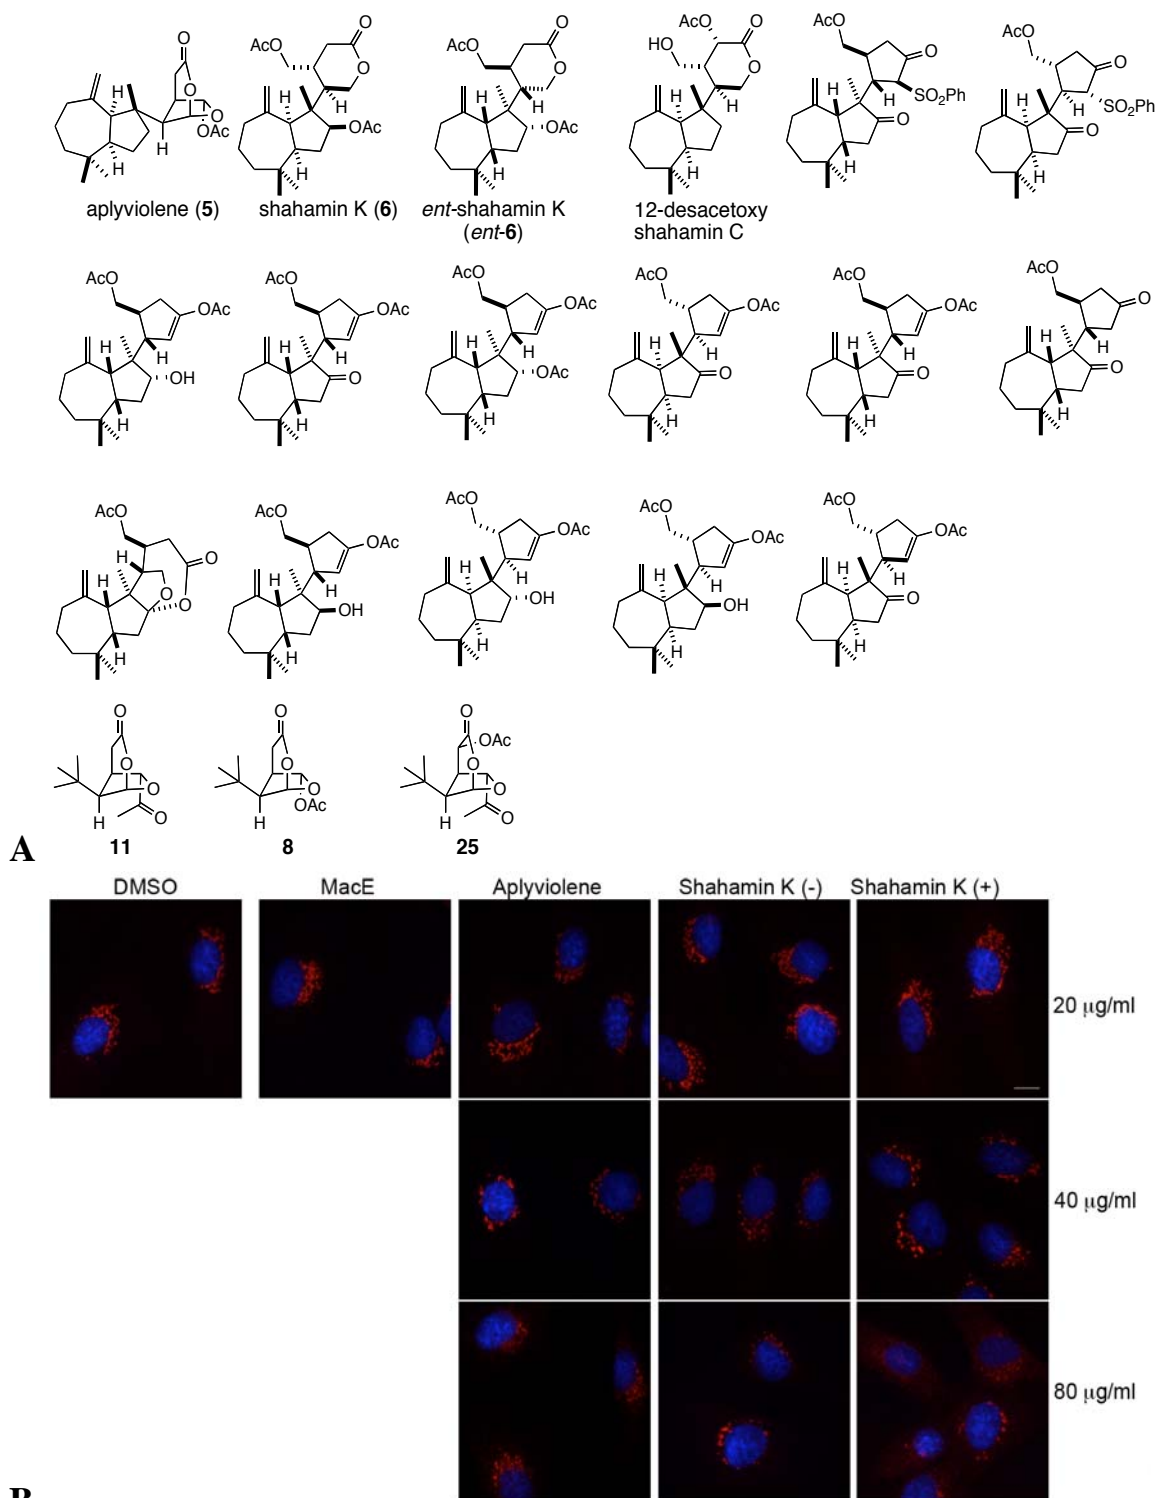 O
O
AcO
O
AcO
O
O
AcO
O
HO
O
AcO
O
SO₂Ph
O
AcO
O
SO₂Ph
O
O
O
OAc
H
H
H
H
H
OAc
H
H
H
OAc
H
H
H
H
H
H
H
H
H
H
H
aplyviolene (5)
shahamin K (6)
ent-shahamin K
(ent-6)
12-desacetoxy
shahamin C
AcO
OAc
H
H
OH
H
AcO
OAc
H
H
O
H
AcO
OAc
H
H
OAc
H
AcO
OAc
H
H
O
H
AcO
OAc
H
H
O
H
AcO
O
H
H
O
H
AcO
O
H
H
O
O
H
AcO
OAc
H
H
OH
H
AcO
OAc
H
H
OH
H
AcO
OAc
H
H
OH
H
AcO
OAc
H
H
O
H
O
O
O
H
O
11
O
O
O
OAc
H
8
O
OAc
O
O
H
O
25
A
DMSO
MacE
Aplyviolene
Shahamin K (-)
Shahamin K (+)
20 μg/ml
40 μg/ml
80 μg/ml